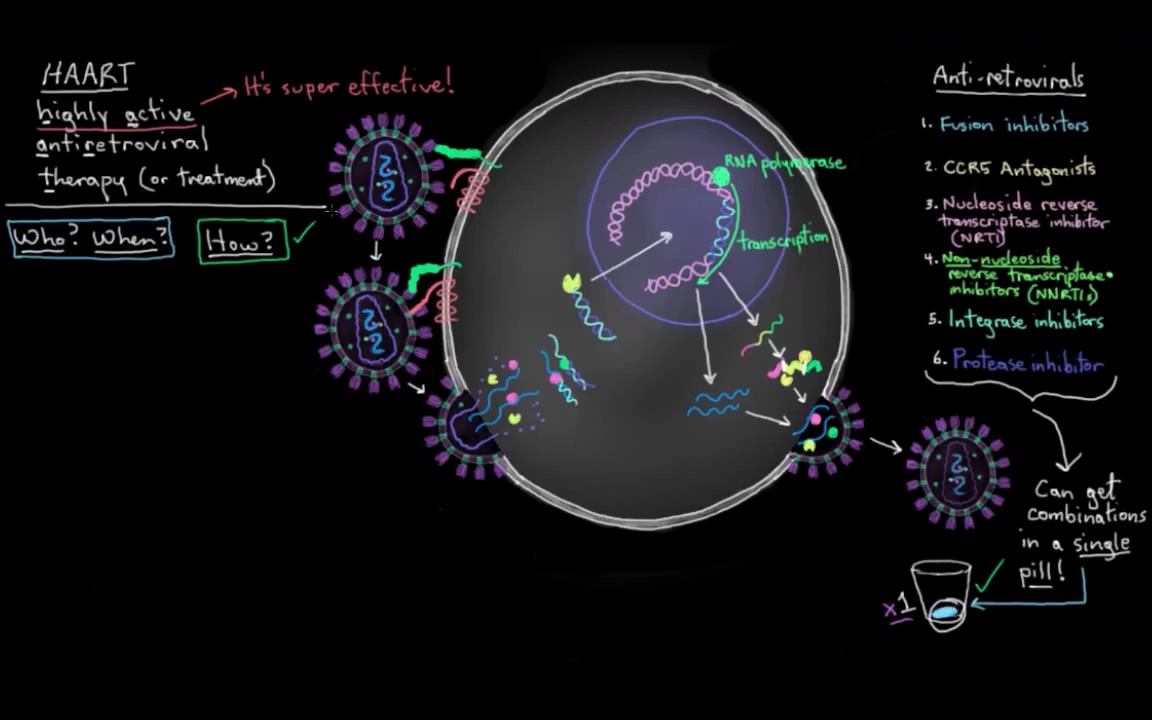 HAART
highly active
antiretroviral
therapy (or treatment)
It's super effective!
Who? When?
How?
RNA polymerase
transcription
Anti-retrovirals
1. Fusion inhibitors
2. CCR5 Antagonists
3. Nucleoside reverse
transcriptase inhibitor
(NRTI)
4. Non-nucleoside
reverse transcriptase
inhibitors (NNRTIs)
5. Integrase inhibitors
6. Protease inhibitor
Can get
combinations
in a single
pill!
x1